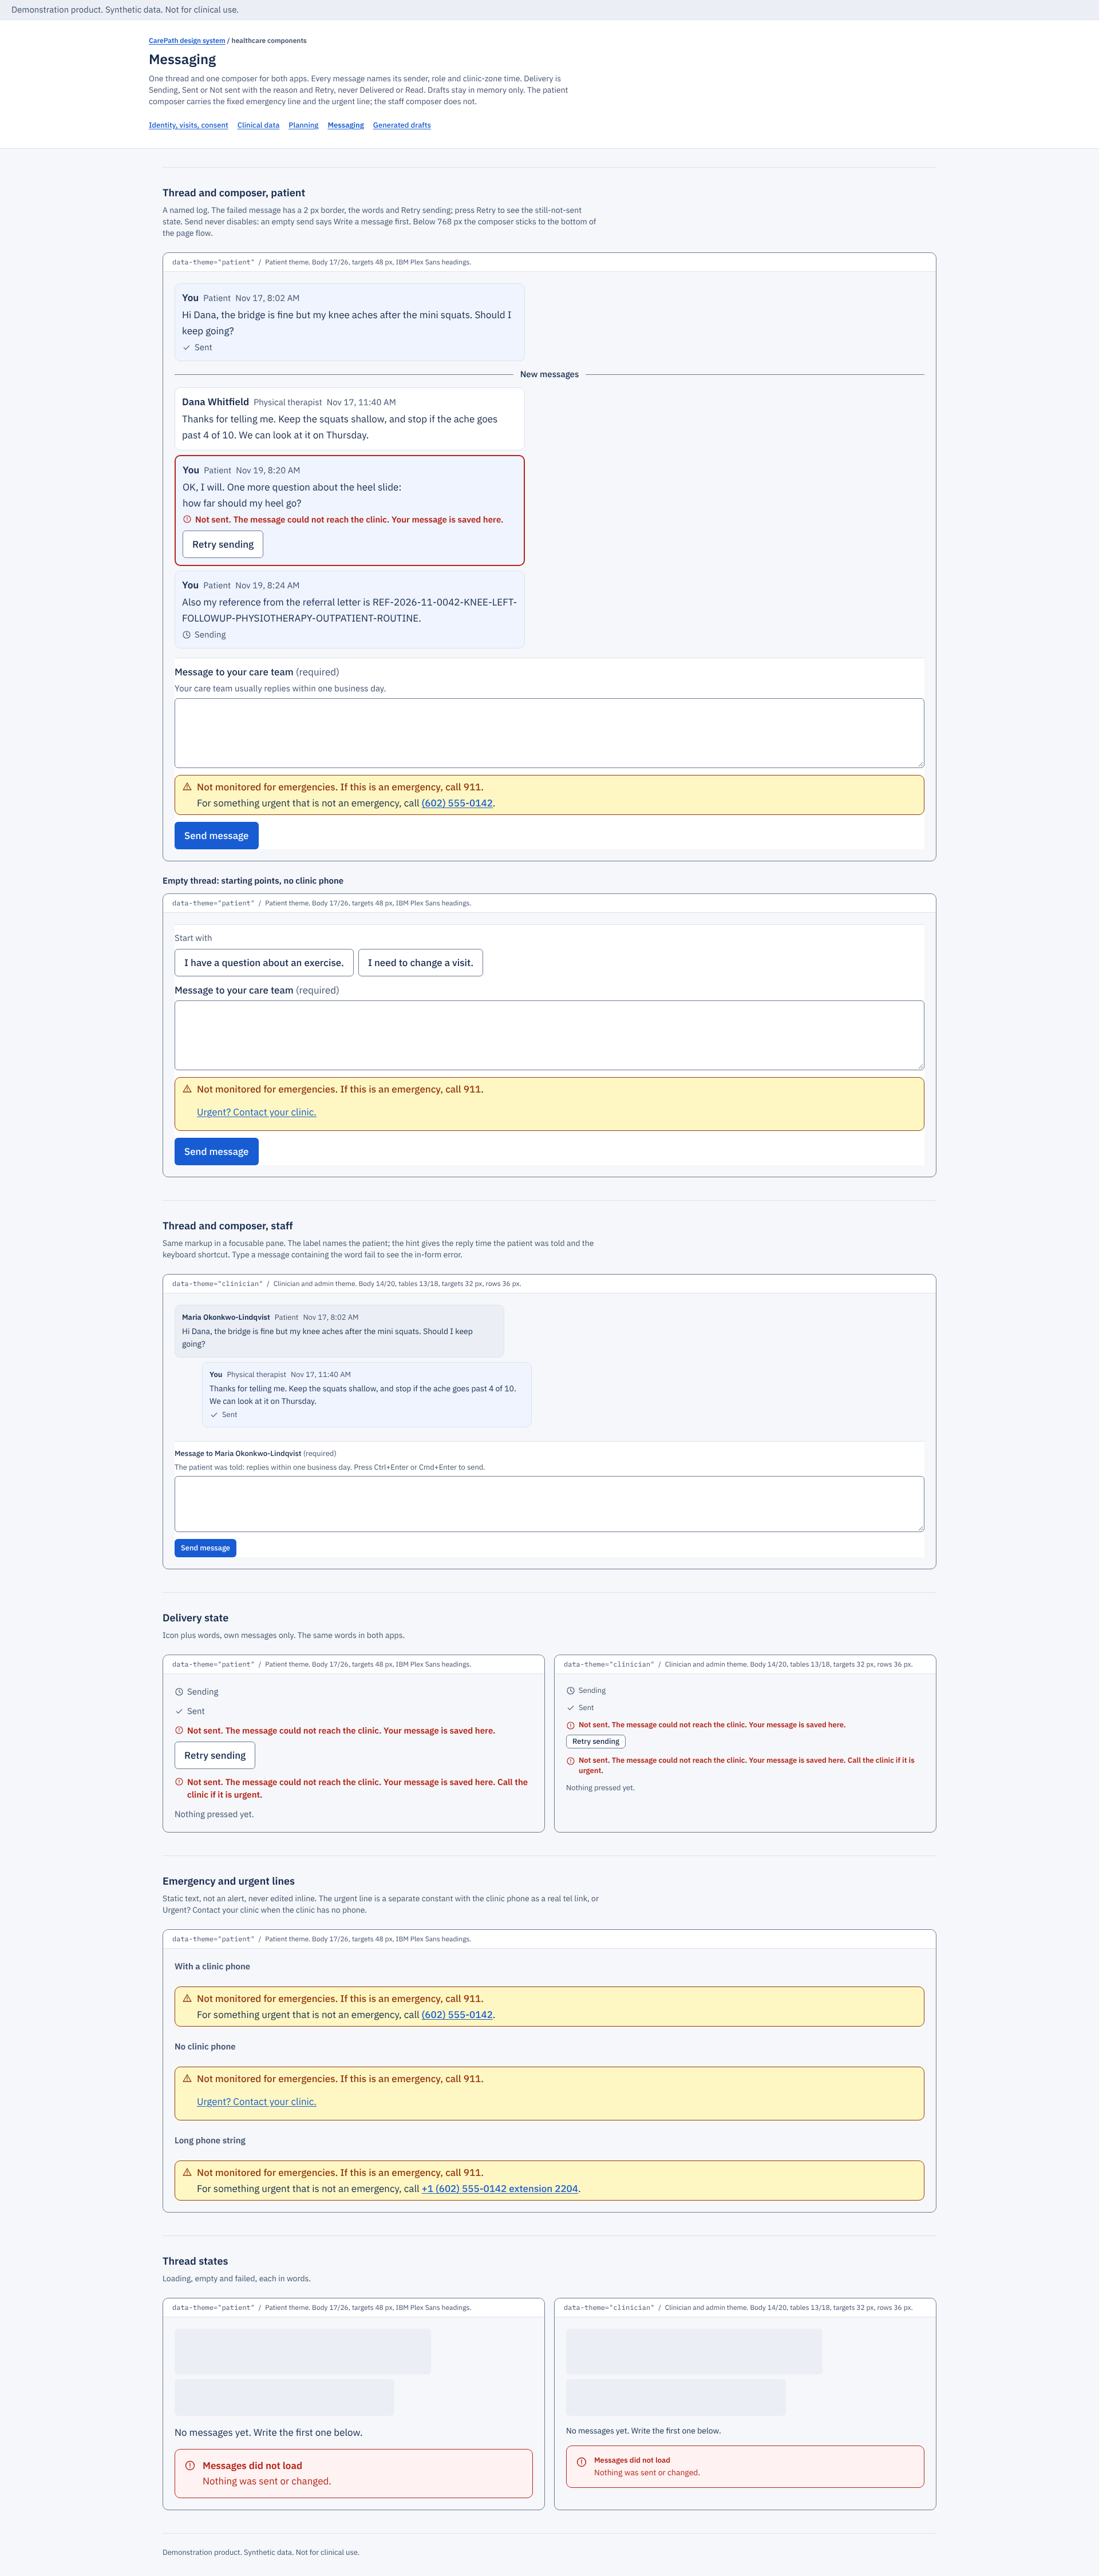 Demonstration product. Synthetic data. Not for clinical use.
CarePath design system / healthcare components
Messaging
One thread and one composer for both apps. Every message names its sender, role and clinic-zone time. Delivery is
Sending, Sent or Not sent with the reason and Retry, never Delivered or Read. Drafts stay in memory only. The patient
composer carries the fixed emergency line and the urgent line; the staff composer does not.
Identity, visits, consent Clinical data Planning Messaging Generated drafts
Thread and composer, patient
A named log. The failed message has a 2 px border, the words and Retry sending; press Retry to see the still-not-sent
state. Send never disables: an empty send says Write a message first. Below 768 px the composer sticks to the bottom of
the page flow.
data-theme="patient" / Patient theme. Body 17/26, targets 48 px, IBM Plex Sans headings.
You Patient Nov 17, 8:02 AM
Hi Dana, the bridge is fine but my knee aches after the mini squats. Should I
keep going?
Sent
New messages
Dana Whitfield Physical therapist Nov 17, 11:40 AM
Thanks for telling me. Keep the squats shallow, and stop if the ache goes
past 4 of 10. We can look at it on Thursday.
You Patient Nov 19, 8:20 AM
OK, I will. One more question about the heel slide:
how far should my heel go?
Not sent. The message could not reach the clinic. Your message is saved here.
Retry sending
You Patient Nov 19, 8:24 AM
Also my reference from the referral letter is REF-2026-11-0042-KNEE-LEFT-
FOLLOWUP-PHYSIOTHERAPY-OUTPATIENT-ROUTINE.
Sending
Message to your care team (required)
Your care team usually replies within one business day.
Not monitored for emergencies. If this is an emergency, call 911.
For something urgent that is not an emergency, call (602) 555-0142.
Send message
Empty thread: starting points, no clinic phone
data-theme="patient" / Patient theme. Body 17/26, targets 48 px, IBM Plex Sans headings.
Start with
I have a question about an exercise. I need to change a visit.
Message to your care team (required)
Not monitored for emergencies. If this is an emergency, call 911.
Urgent? Contact your clinic.
Send message
Thread and composer, staff
Same markup in a focusable pane. The label names the patient; the hint gives the reply time the patient was told and the
keyboard shortcut. Type a message containing the word fail to see the in-form error.
data-theme="clinician" / Clinician and admin theme. Body 14/20, tables 13/18, targets 32 px, rows 36 px.
Maria Okonkwo-Lindqvist Patient Nov 17, 8:02 AM
Hi Dana, the bridge is fine but my knee aches after the mini squats. Should I keep
going?
You Physical therapist Nov 17, 11:40 AM
Thanks for telling me. Keep the squats shallow, and stop if the ache goes past 4 of 10.
We can look at it on Thursday.
Sent
Message to Maria Okonkwo-Lindqvist (required)
The patient was told: replies within one business day. Press Ctrl+Enter or Cmd+Enter to send.
Send message
Delivery state
Icon plus words, own messages only. The same words in both apps.
data-theme="patient" / Patient theme. Body 17/26, targets 48 px, IBM Plex Sans headings.
Sending
Sent
Not sent. The message could not reach the clinic. Your message is saved here.
Retry sending
Not sent. The message could not reach the clinic. Your message is saved here. Call the
clinic if it is urgent.
Nothing pressed yet.
data-theme="clinician" / Clinician and admin theme. Body 14/20, tables 13/18, targets 32 px, rows 36 px.
Sending
Sent
Not sent. The message could not reach the clinic. Your message is saved here.
Retry sending
Not sent. The message could not reach the clinic. Your message is saved here. Call the clinic if it is
urgent.
Nothing pressed yet.
Emergency and urgent lines
Static text, not an alert, never edited inline. The urgent line is a separate constant with the clinic phone as a real tel link, or
Urgent? Contact your clinic when the clinic has no phone.
data-theme="patient" / Patient theme. Body 17/26, targets 48 px, IBM Plex Sans headings.
With a clinic phone
Not monitored for emergencies. If this is an emergency, call 911.
For something urgent that is not an emergency, call (602) 555-0142.
No clinic phone
Not monitored for emergencies. If this is an emergency, call 911.
Urgent? Contact your clinic.
Long phone string
Not monitored for emergencies. If this is an emergency, call 911.
For something urgent that is not an emergency, call +1 (602) 555-0142 extension 2204.
Thread states
Loading, empty and failed, each in words.
data-theme="patient" / Patient theme. Body 17/26, targets 48 px, IBM Plex Sans headings.
No messages yet. Write the first one below.
Messages did not load
Nothing was sent or changed.
data-theme="clinician" / Clinician and admin theme. Body 14/20, tables 13/18, targets 32 px, rows 36 px.
No messages yet. Write the first one below.
Messages did not load
Nothing was sent or changed.
Demonstration product. Synthetic data. Not for clinical use.